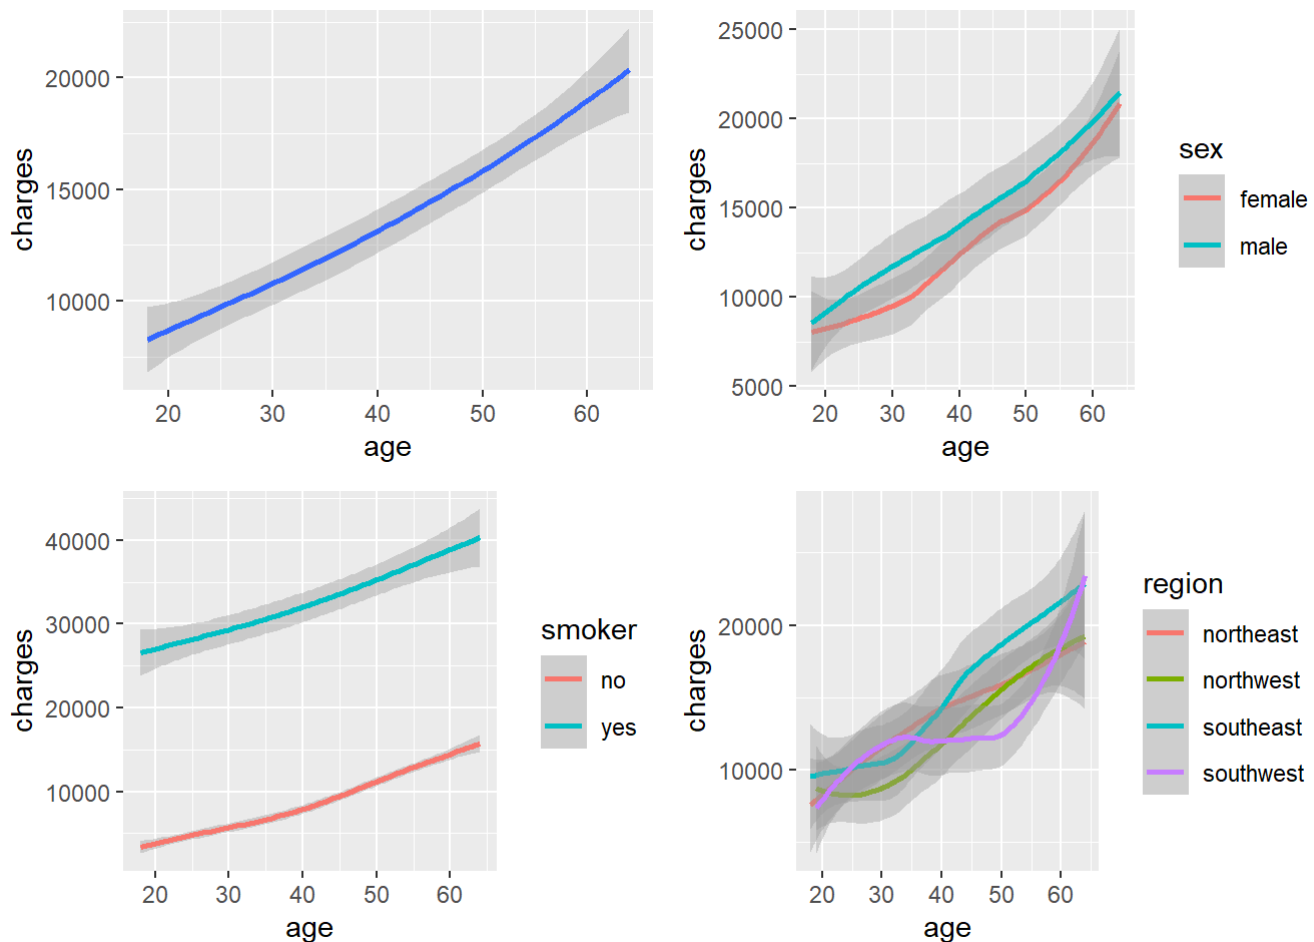 20000
15000
10000
charges
20 30 40 50 60
age
25000
20000
15000
10000
5000
charges
20 30 40 50 60
age
sex
female
male
40000
30000
20000
10000
charges
20 30 40 50 60
age
smoker
no
yes
20000
10000
charges
20 30 40 50 60
age
region
northeast
northwest
southeast
southwest